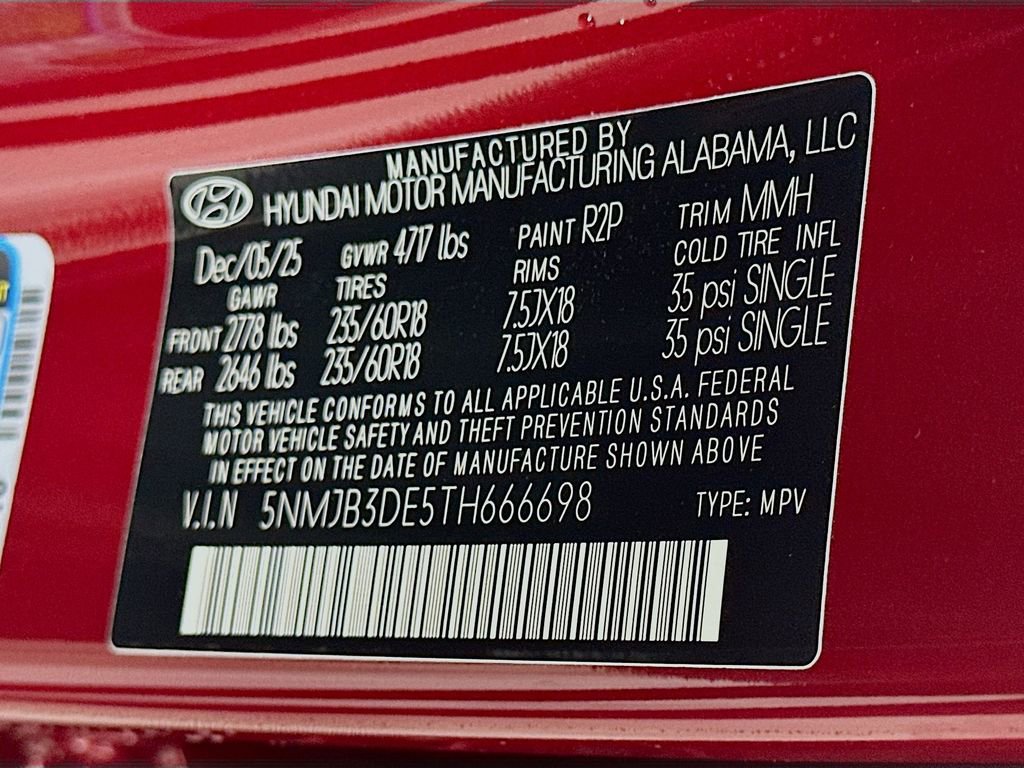 MANUFACTURED BY
HYUNDAI MOTOR MANUFACTURING ALABAMA, LLC
Dec/05/25 GVWR 4717 lbs PAINT R2P TRIM MMH
GAWR TIRES RIMS COLD TIRE INFL
FRONT 2778 lbs 235/60R18 7.5JX18 35 psi SINGLE
REAR 2646 lbs 235/60R18 7.5JX18 35 psi SINGLE
THIS VEHICLE CONFORMS TO ALL APPLICABLE U.S.A. FEDERAL
MOTOR VEHICLE SAFETY AND THEFT PREVENTION STANDARDS
IN EFFECT ON THE DATE OF MANUFACTURE SHOWN ABOVE
V.I.N 5NMJB3DE5TH666698 TYPE: MPV